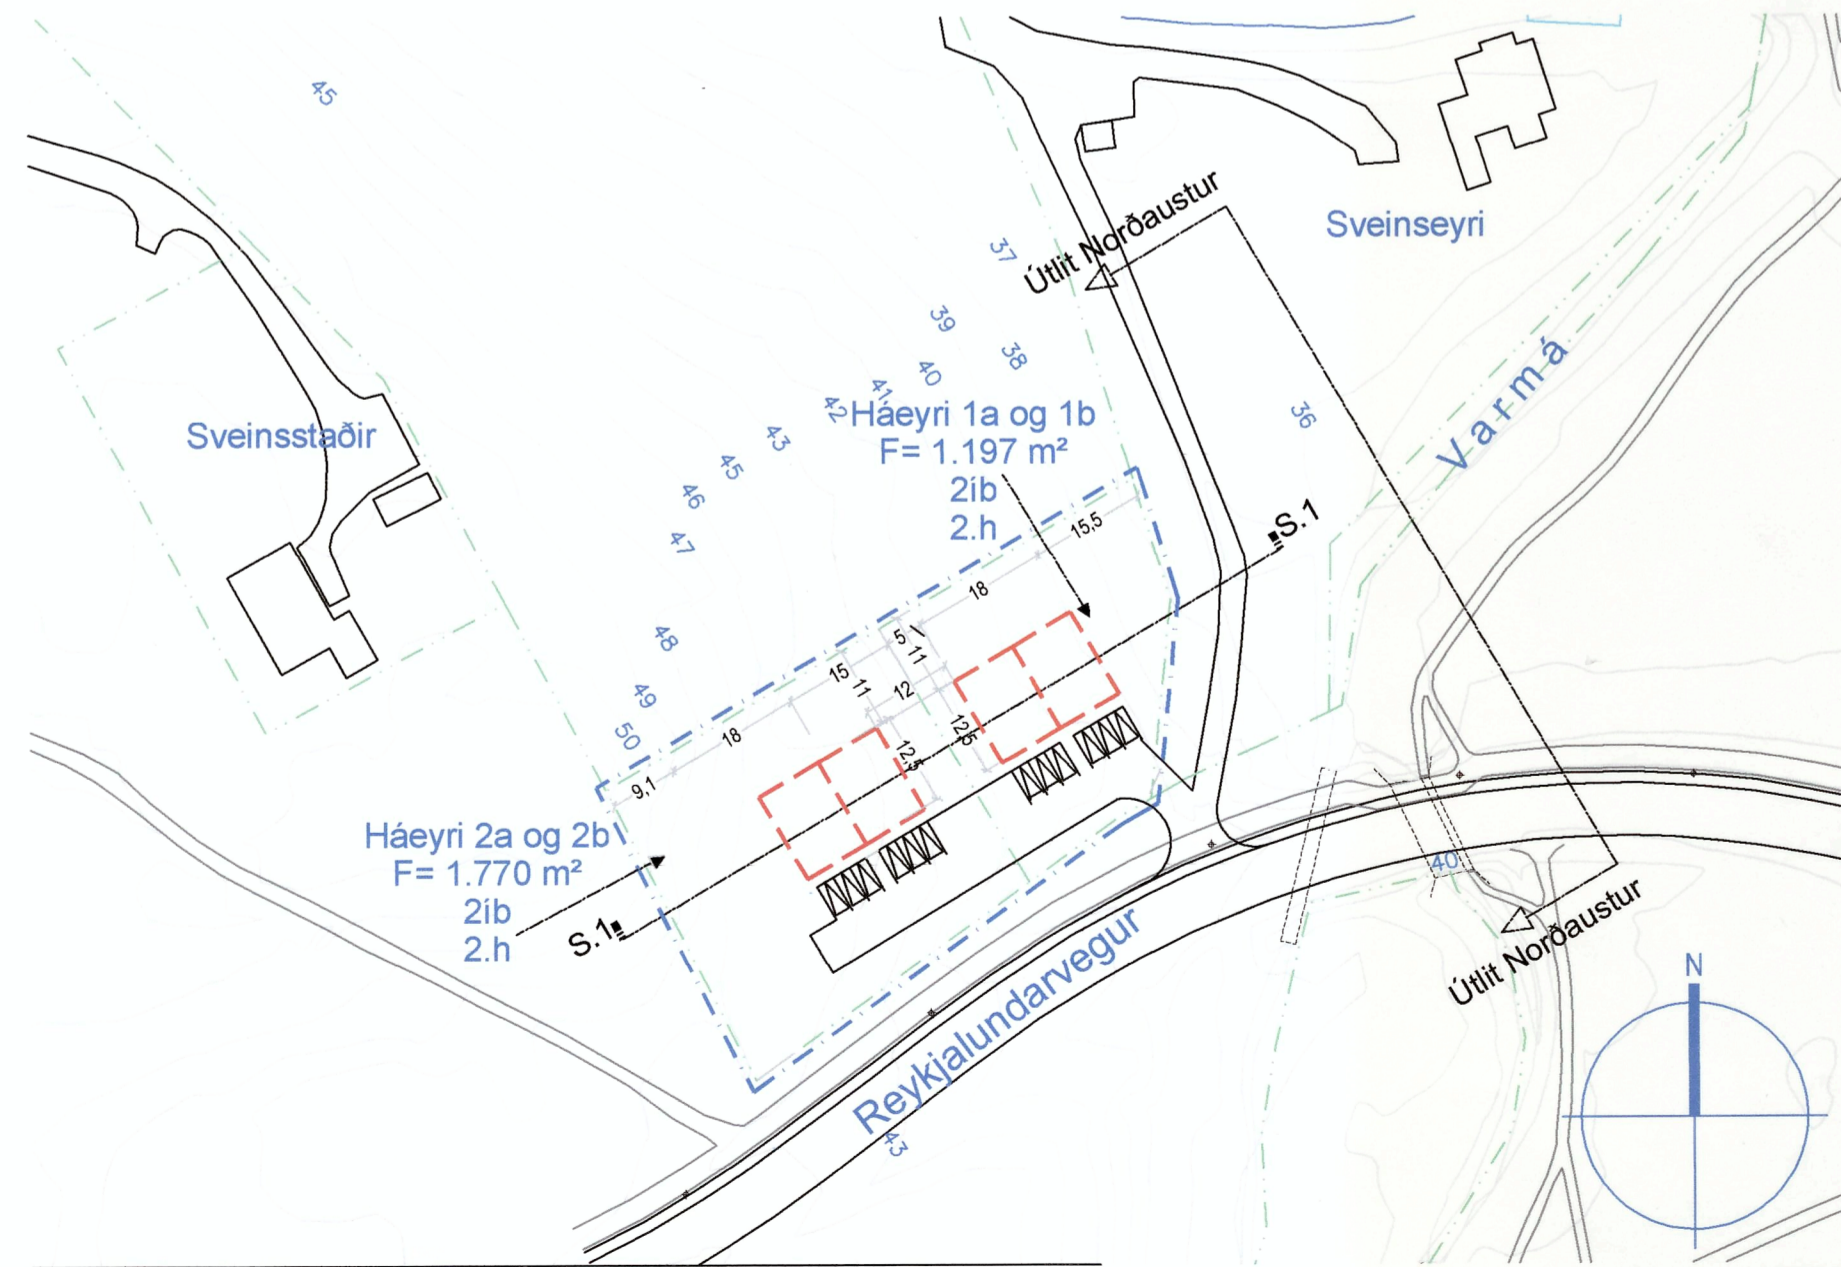 45
Útlit Norðaustur
Sveinseyri
37
39
38
40
41
42
Háeyri 1a og 1b
F= 1.197 m²
2íb
2.h
36
Varmá
Sveinsstaðir
43
45
46
47
48
49
50
15,5
18
5
11
15
11
12
18
12,5
12,5
9,1
S.1
Háeyri 2a og 2b
F= 1.770 m²
2íb
2.h
S.1
40
Útlit Norðaustur
Reykjalundarvegur
43
N